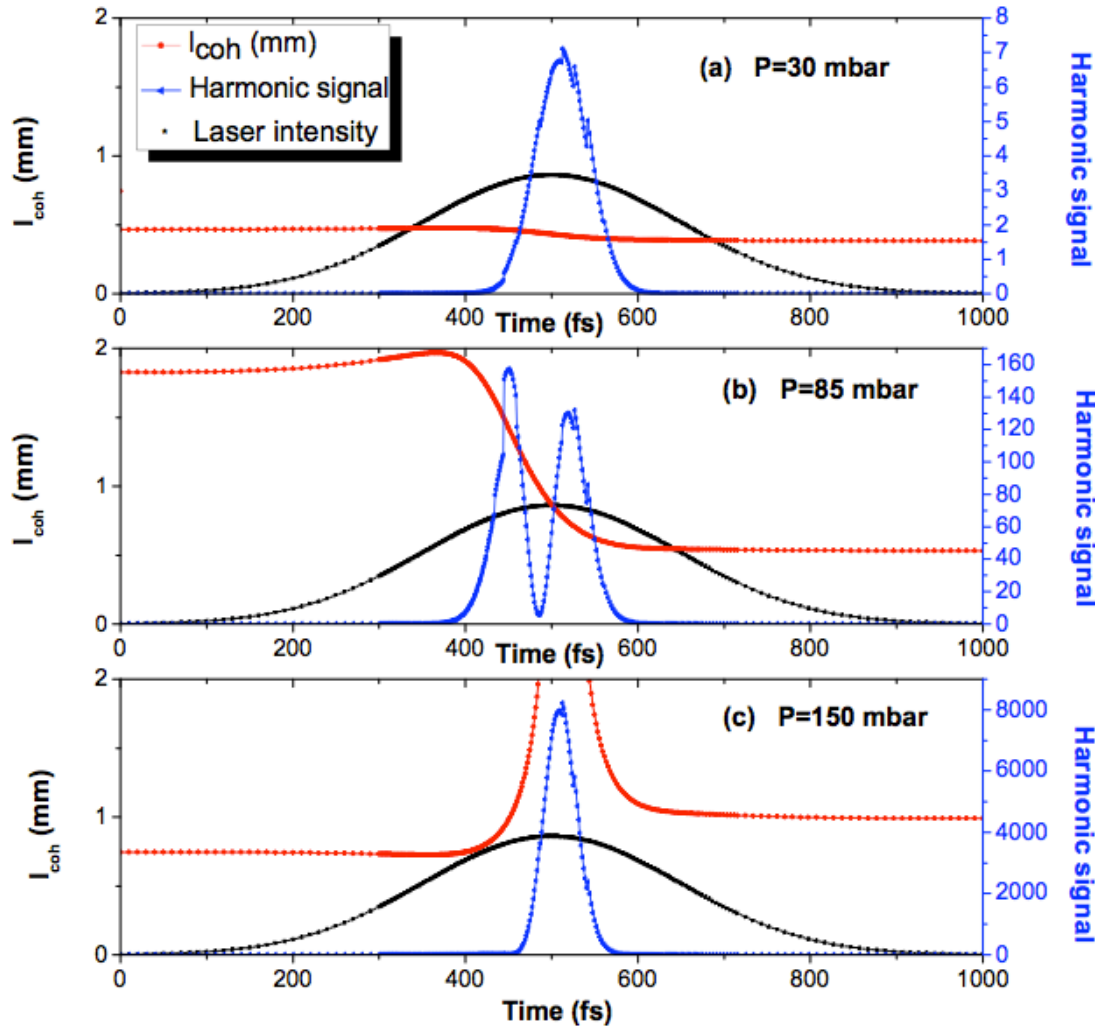 2
l_coh (mm)
Harmonic signal
Laser intensity
(a) P=30 mbar
8
7
6
5
4
3
2
1
0
1
0
l_coh (mm)
Harmonic signal
0 200 400 600 800 1000
Time (fs)
2
1
0
l_coh (mm)
(b) P=85 mbar
160
140
120
100
80
60
40
20
0
Harmonic signal
0 200 400 600 800 1000
Time (fs)
2
1
0
l_coh (mm)
(c) P=150 mbar
8000
6000
4000
2000
0
Harmonic signal
0 200 400 600 800 1000
Time (fs)